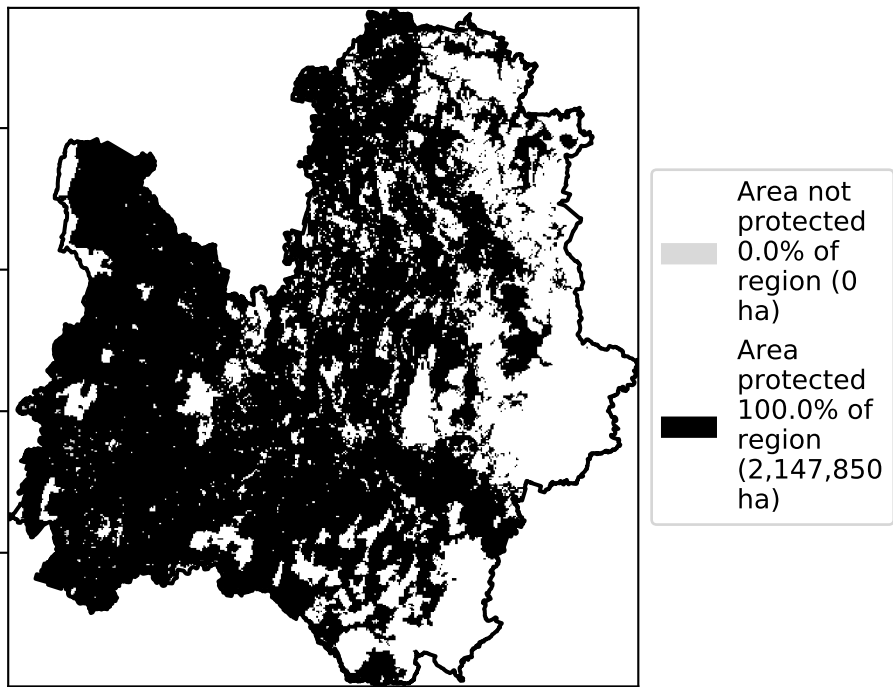 Area not
protected
0.0% of
region (0
ha)
Area
protected
100.0% of
region
(2,147,850
ha)